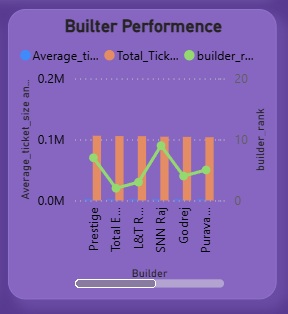 Builter Performence
Average_ti... Total_Tick... builder_r...
Average_ticket_size an...
0.2M
0.1M
0.0M
20
10
0
builder_rank
Prestige
Total E...
L&T R...
SNN Raj
Godrej
Purava...
Builder